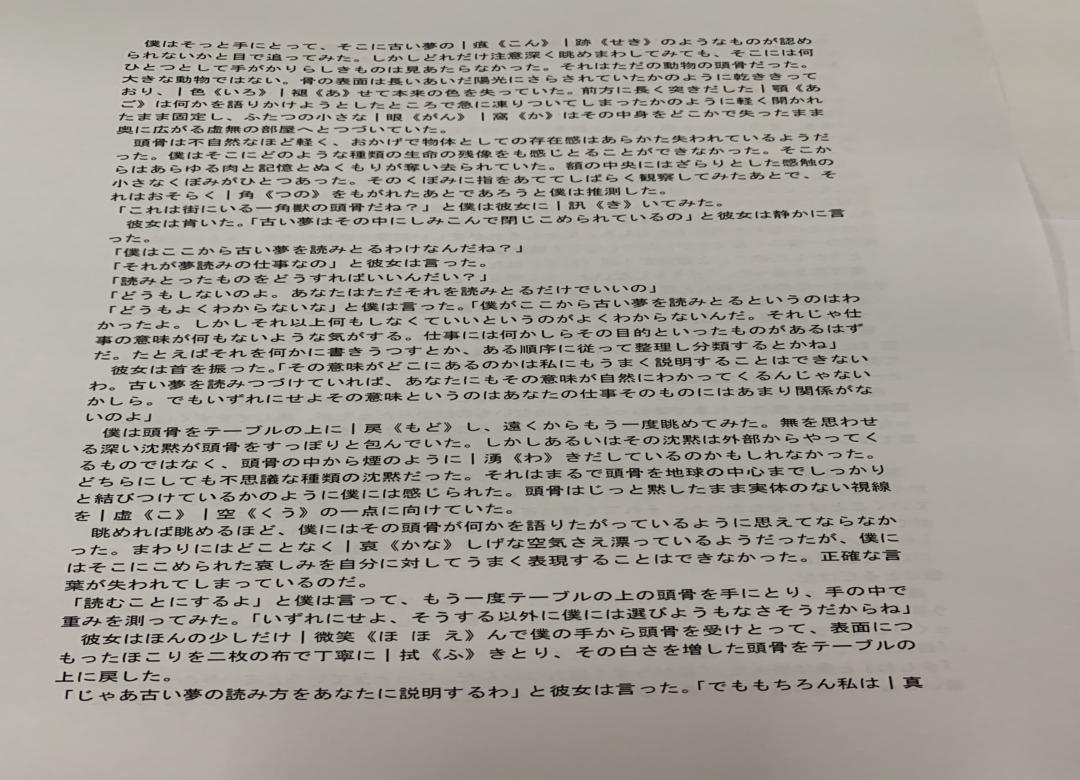 僕はそっと手にとって、そこに古い夢の｜痕《こん》｜跡《せき》のようなものが認め
られないかと目で追ってみた。しかしどれだけ注意深く眺めまわしてみても、そこには何
ひとつとして手がかりらしきものは見あたらなかった。それはただの動物の頭骨だった。
大きな動物ではない。骨の表面は長いあいだ陽光にさらされていたかのように乾ききって
おり、｜色《いろ》｜褪《あ》せて本来の色を失っていた。前方に長く突きだした｜顎《あ
ご》は何かを語りかけようとしたところで急に凍りついてしまったかのように軽く開かれ
たまま固定し、ふたつの小さな｜眼《がん》｜窩《か》はその中身をどこかで失ったまま
奥に広がる虚無の部屋へとつづいていた。
　頭骨は不自然なほど軽く、おかげで物体としての存在感はあらかた失われているようだ
った。僕はそこにどのような種類の生命の残像をも感じとることができなかった。そこか
らはあらゆる肉と記憶とぬくもりが奪い去られていた。額の中央にはざらりとした感触の
小さなくぼみがひとつあった。そのくぼみに指をあててしばらく観察してみたあとで、そ
れはおそらく｜角《つの》をもがれたあとであろうと僕は推測した。
「これは街にいる一角獣の頭骨だね？」と僕は彼女に｜訊《き》いてみた。
　彼女は肯いた。「古い夢はその中にしみこんで閉じこめられているの」と彼女は静かに言
った。
「僕はここから古い夢を読みとるわけなんだね？」
「それが夢読みの仕事なの」と彼女は言った。
「読みとったものをどうすればいいんだい？」
「どうもしないのよ。あなたはただそれを読みとるだけでいいの」
「どうもよくわからないな」と僕は言った。「僕がここから古い夢を読みとるというのはわ
かったよ。しかしそれ以上何もしなくていいというのがよくわからないんだ。それじゃ仕
事の意味が何もないような気がする。仕事には何かしらその目的といったものがあるはず
だ。たとえばそれを何かに書きうつすとか、ある順序に従って整理し分類するとかね」
　彼女は首を振った。「その意味がどこにあるのかは私にもうまく説明することはできない
わ。古い夢を読みつづけていれば、あなたにもその意味が自然にわかってくるんじゃない
かしら。でもいずれにせよその意味というのはあなたの仕事そのものにはあまり関係がな
いのよ」
　僕は頭骨をテーブルの上に｜戻《もど》し、遠くからもう一度眺めてみた。無を思わせ
る深い沈黙が頭骨をすっぽりと包んでいた。しかしあるいはその沈黙は外部からやってく
るものではなく、頭骨の中から煙のように｜湧《わ》きだしているのかもしれなかった。
どちらにしても不思議な種類の沈黙だった。それはまるで頭骨を地球の中心までしっかり
と結びつけているかのように僕には感じられた。頭骨はじっと黙したまま実体のない視線
を｜虚《こ》｜空《くう》の一点に向けていた。
　眺めれば眺めるほど、僕にはその頭骨が何かを語りたがっているように思えてならなか
った。まわりにはどことなく｜哀《かな》しげな空気さえ漂っているようだったが、僕に
はそこにこめられた哀しみを自分に対してうまく表現することはできなかった。正確な言
葉が失われてしまっているのだ。
「読むことにするよ」と僕は言って、もう一度テーブルの上の頭骨を手にとり、手の中で
重みを測ってみた。「いずれにせよ、そうする以外に僕には選びようもなさそうだからね」
　彼女はほんの少しだけ｜微笑《ほ ほ え》んで僕の手から頭骨を受けとって、表面につ
もったほこりを二枚の布で丁寧に｜拭《ふ》きとり、その白さを増した頭骨をテーブルの
上に戻した。
「じゃあ古い夢の読み方をあなたに説明するわ」と彼女は言った。「でももちろん私は｜真